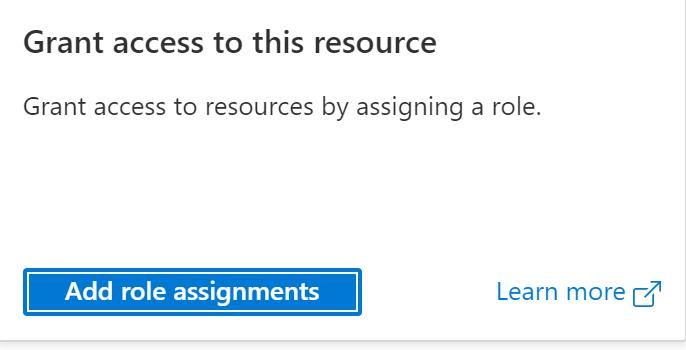 Grant access to this resource
Grant access to resources by assigning a role.
Add role assignments
Learn more